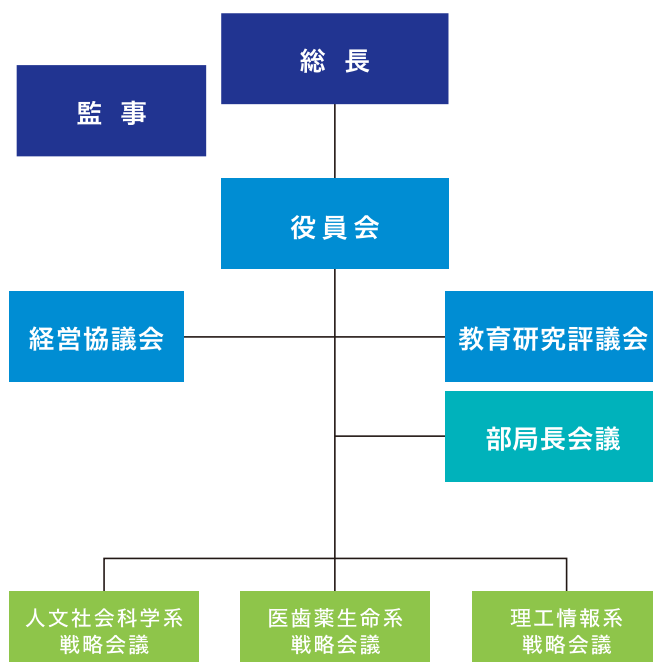 総長
監事
役員会
経営協議会
教育研究評議会
部局長会議
人文社会科学系
戦略会議
医歯薬生命系
戦略会議
理工情報系
戦略会議